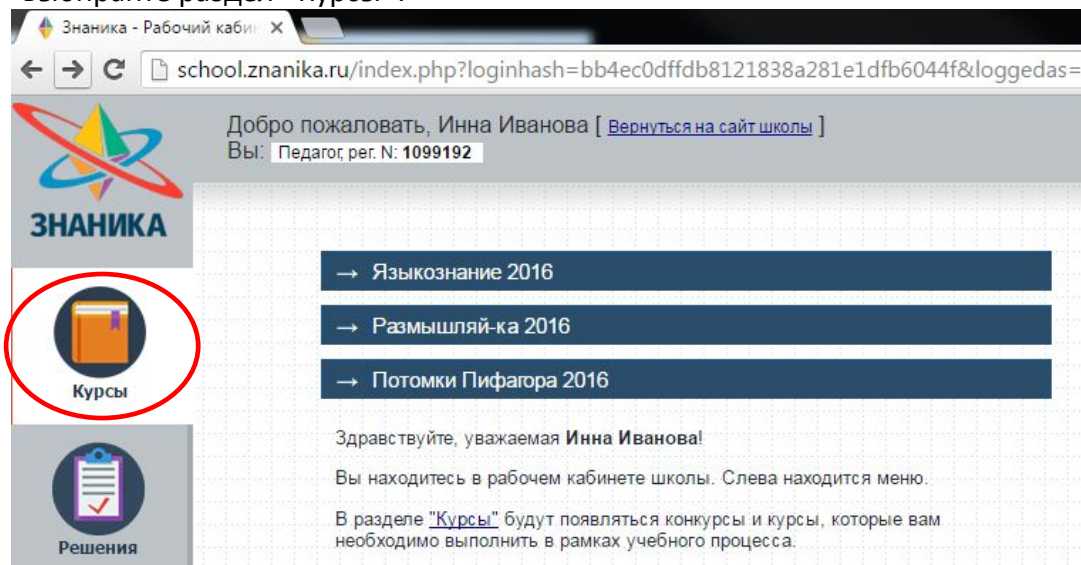 Выбирайте раздел "Курсы".
Знаника - Рабочий каби
school.znanika.ru/index.php?loginhash=bb4ec0dffdb8121838a281e1dfb6044f&loggedas=
ЗНАНИКА
Добро пожаловать, Инна Иванова [ Вернуться на сайт школы ]
Вы: Педагог, рег. N: 1099192
Курсы
Решения
→ Языкознание 2016
→ Размышляй-ка 2016
→ Потомки Пифагора 2016
Здравствуйте, уважаемая Инна Иванова!
Вы находитесь в рабочем кабинете школы. Слева находится меню.
В разделе "Курсы" будут появляться конкурсы и курсы, которые вам
необходимо выполнить в рамках учебного процесса.